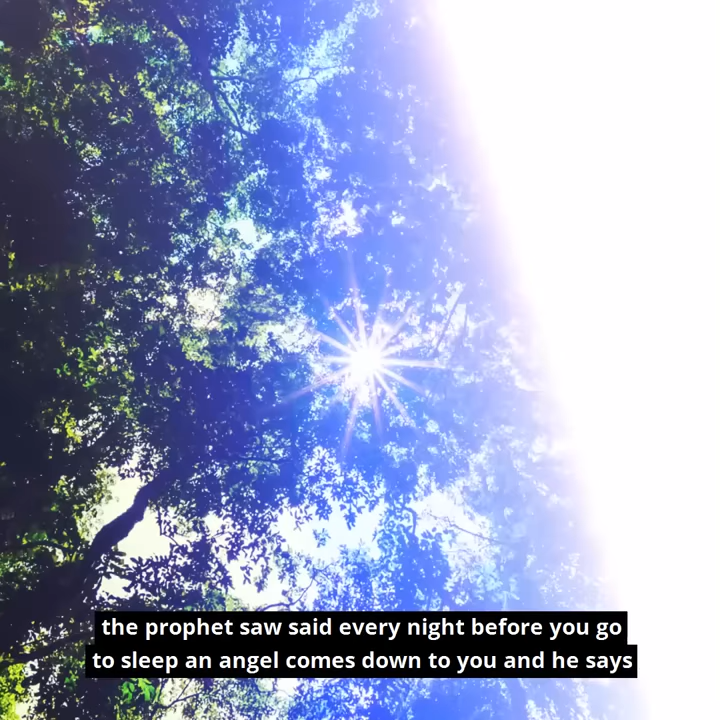 the prophet saw said every night before you go
to sleep an angel comes down to you and he says